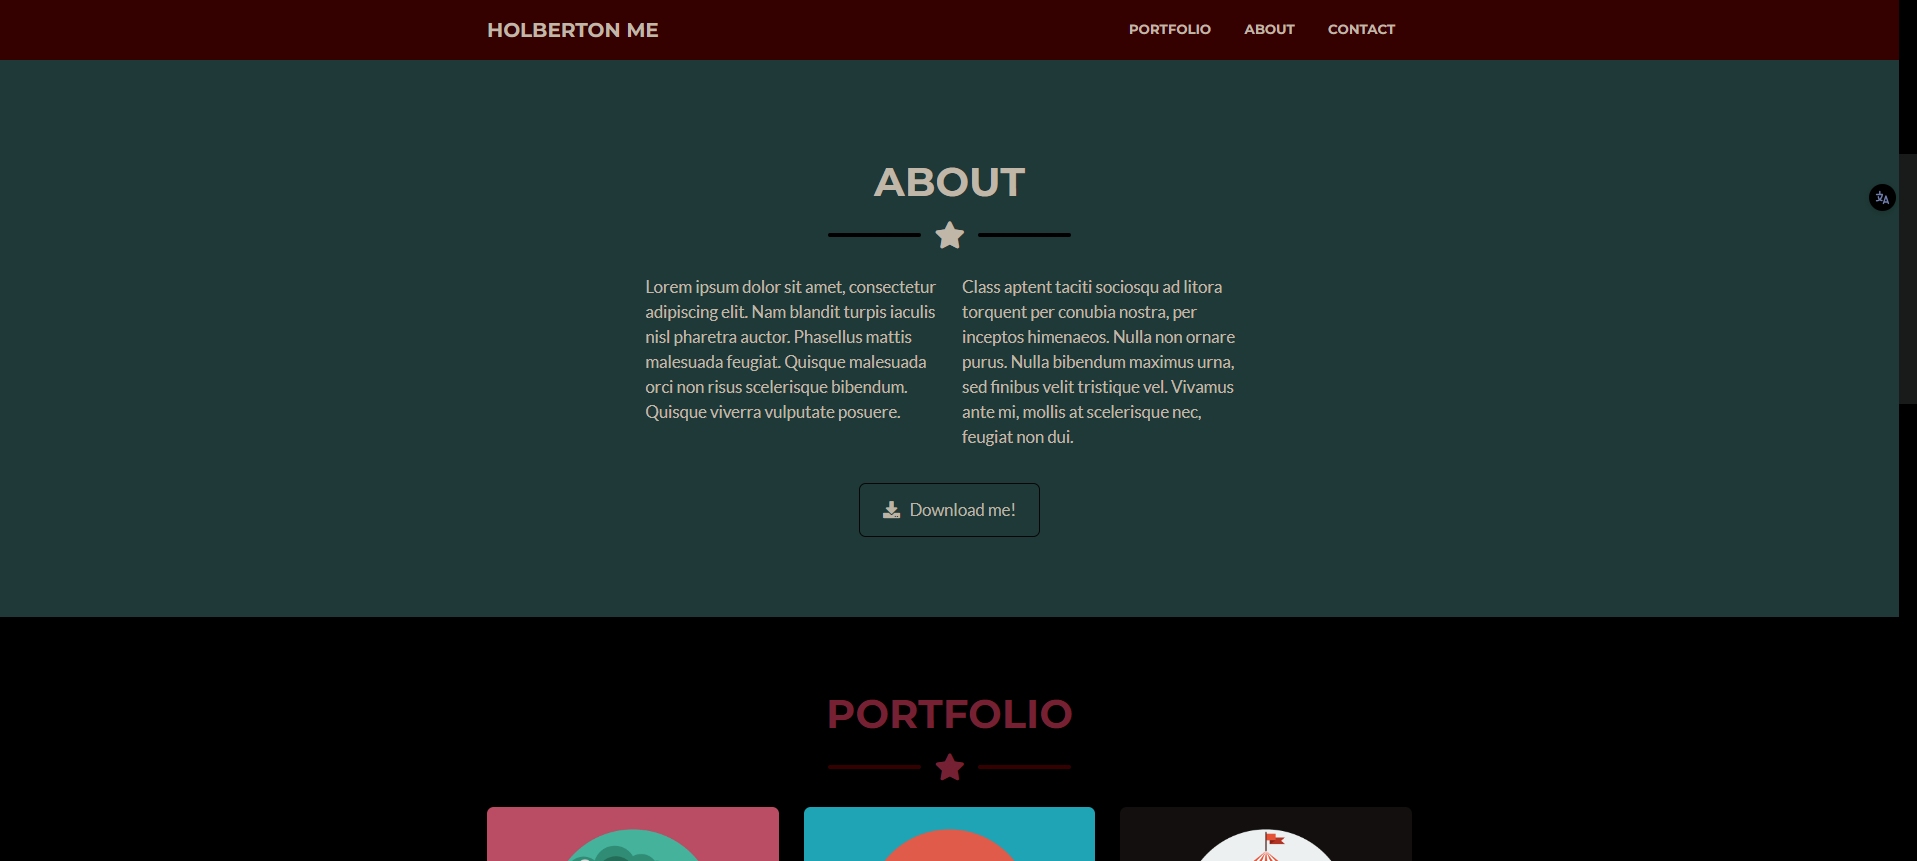 HOLBERTON ME
PORTFOLIO ABOUT CONTACT
ABOUT
Lorem ipsum dolor sit amet, consectetur
adipiscing elit. Nam blandit turpis iaculis
nisl pharetra auctor. Phasellus mattis
malesuada feugiat. Quisque malesuada
orci non risus scelerisque bibendum.
Quisque viverra vulputate posuere.
Class aptent taciti sociosqu ad litora
torquent per conubia nostra, per
inceptos himenaeos. Nulla non ornare
purus. Nulla bibendum maximus urna,
sed finibus velit tristique vel. Vivamus
ante mi, mollis at scelerisque nec,
feugiat non dui.
Download me!
PORTFOLIO